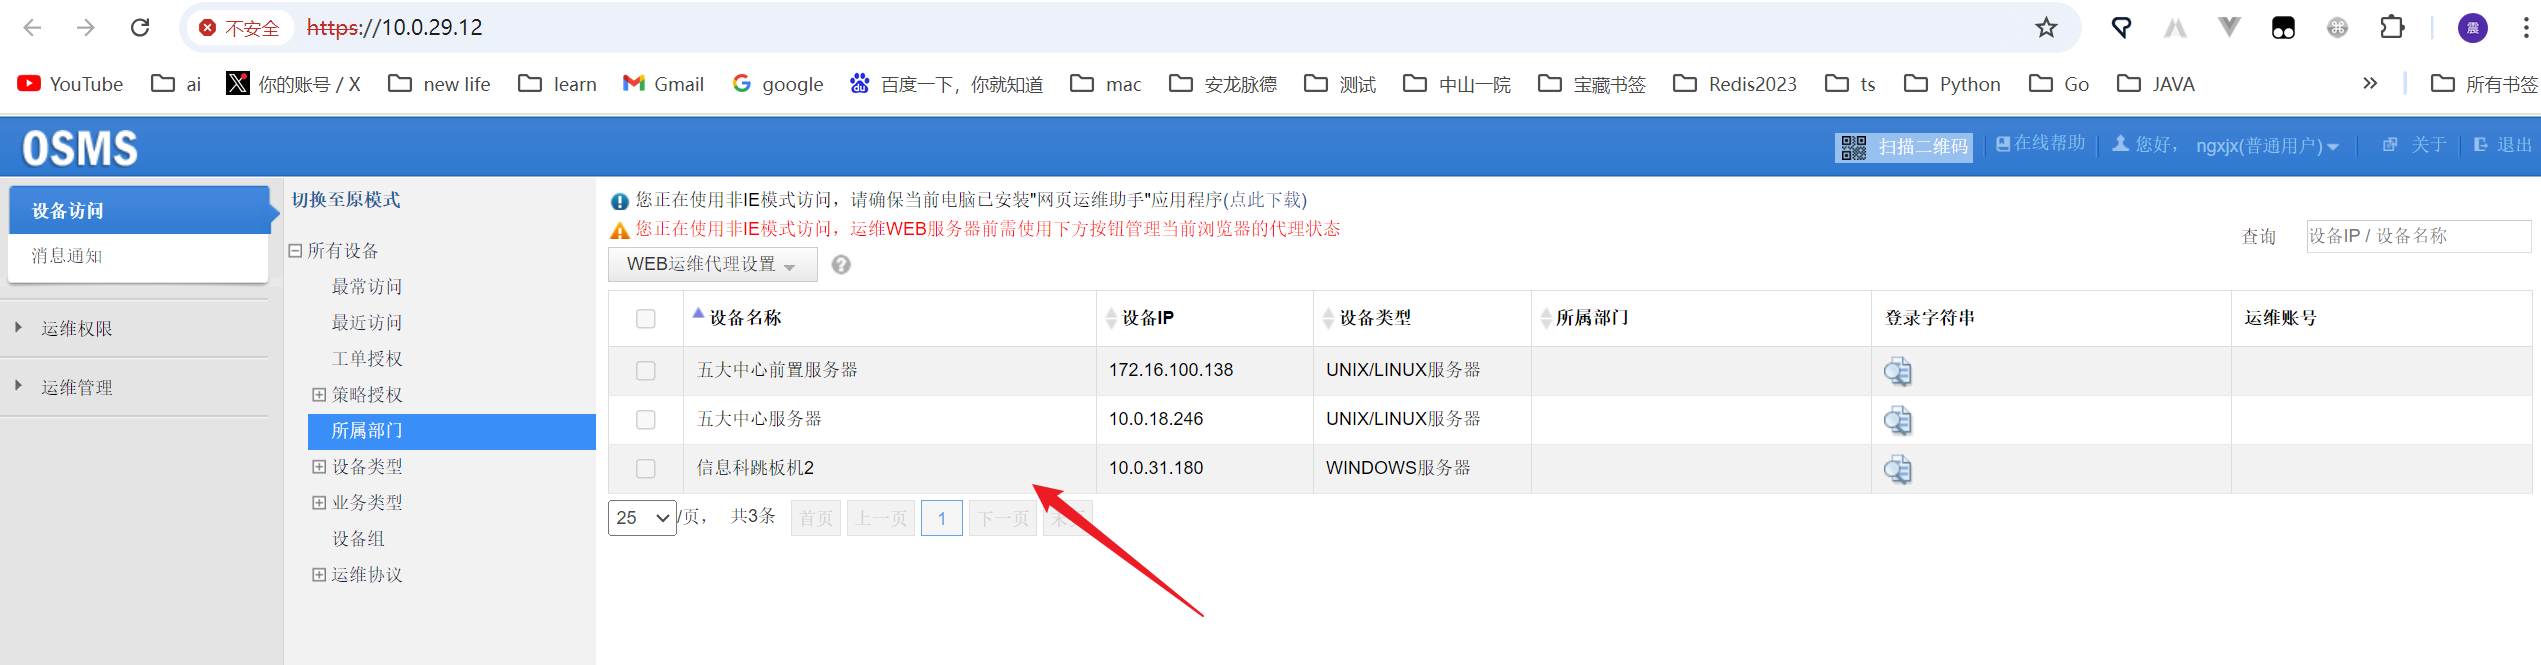 不安全 https://10.0.29.12
YouTube ai 你的账号 / X new life learn Gmail google 百度一下，你就知道 mac 安龙脉德 测试 中山一院 宝藏书签 Redis2023 ts Python Go JAVA 所有书签
OSMS 扫描二维码 在线帮助 您好， ngxjx(普通用户) 关于 退出
设备访问
消息通知
运维权限
运维管理
切换至原模式
所有设备
最常访问
最近访问
工单授权
策略授权
所属部门
设备类型
业务类型
设备组
运维协议
您正在使用非IE模式访问，请确保当前电脑已安装"网页运维助手"应用程序(点此下载)
您正在使用非IE模式访问，运维WEB服务器前需使用下方按钮管理当前浏览器的代理状态
WEB运维代理设置
查询 设备IP / 设备名称
设备名称 设备IP 设备类型 所属部门 登录字符串 运维账号
五大中心前置服务器 172.16.100.138 UNIX/LINUX服务器
五大中心服务器 10.0.18.246 UNIX/LINUX服务器
信息科跳板机2 10.0.31.180 WINDOWS服务器
25 /页， 共3条 首页 上一页 1 下一页 末页